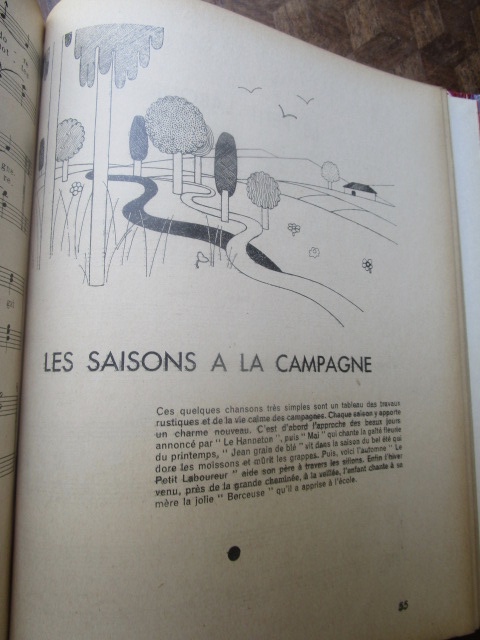 LES SAISONS A LA CAMPAGNE
Ces quelques chansons très simples sont un tableau des travaux
rustiques et de la vie calme des campagnes. Chaque saison y apporte
un charme nouveau. C'est d'abord l'approche des beaux jours
annoncé par " Le Hanneton ", puis " Mai " qui chante la gaîté fleurie
du printemps, " Jean grain de blé " vit dans la saison du bel été qui
dore les moissons et mûrit les grappes. Puis, voici l'automne " Le
Petit Laboureur " aide son père à travers les sillons. Enfin l'hiver
venu, près de la grande cheminée, à la veillée, l'enfant chante à sa
mère la jolie " Berceuse " qu'il a apprise à l'école.
85